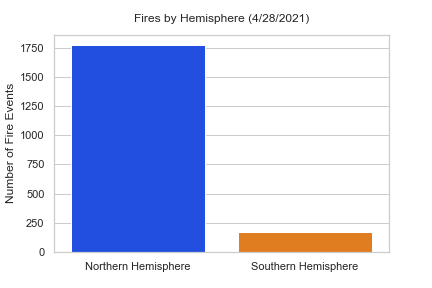 Fires by Hemisphere (4/28/2021)
Number of Fire Events
1750
1500
1250
1000
750
500
250
0
Northern Hemisphere
Southern Hemisphere